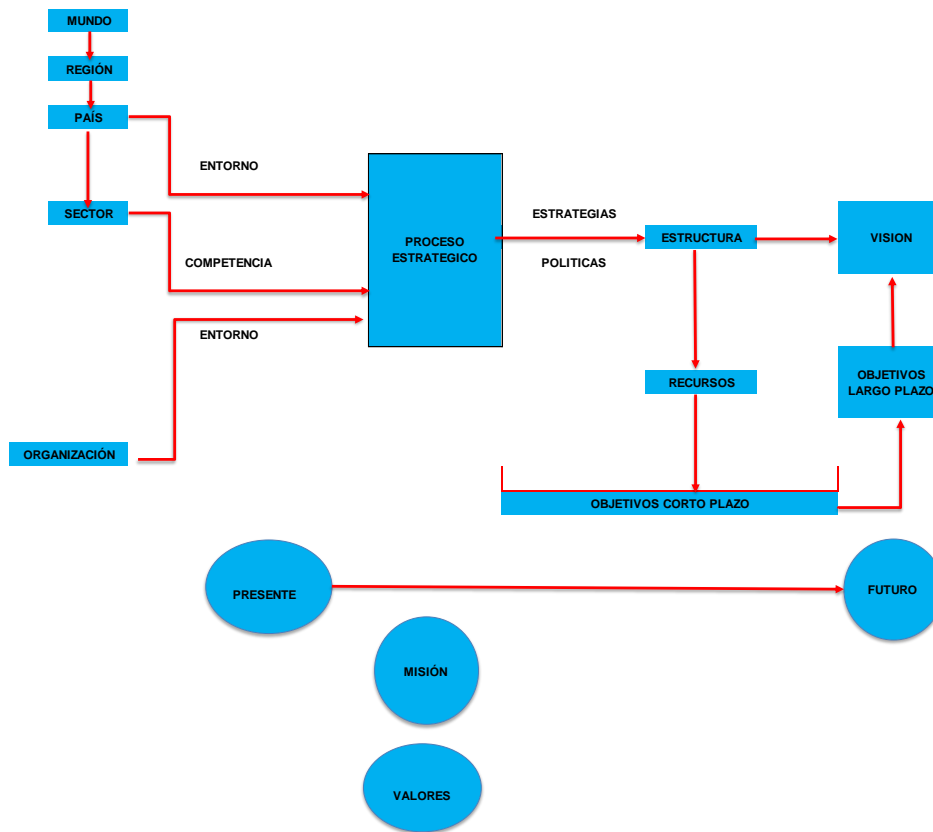 MUNDO
REGIÓN
PAÍS
ENTORNO
SECTOR
ESTRATEGIAS
ESTRUCTURA
VISION
PROCESO
ESTRATEGICO
COMPETENCIA
POLITICAS
ENTORNO
RECURSOS
OBJETIVOS
LARGO PLAZO
ORGANIZACIÓN
OBJETIVOS CORTO PLAZO
PRESENTE
FUTURO
MISIÓN
VALORES